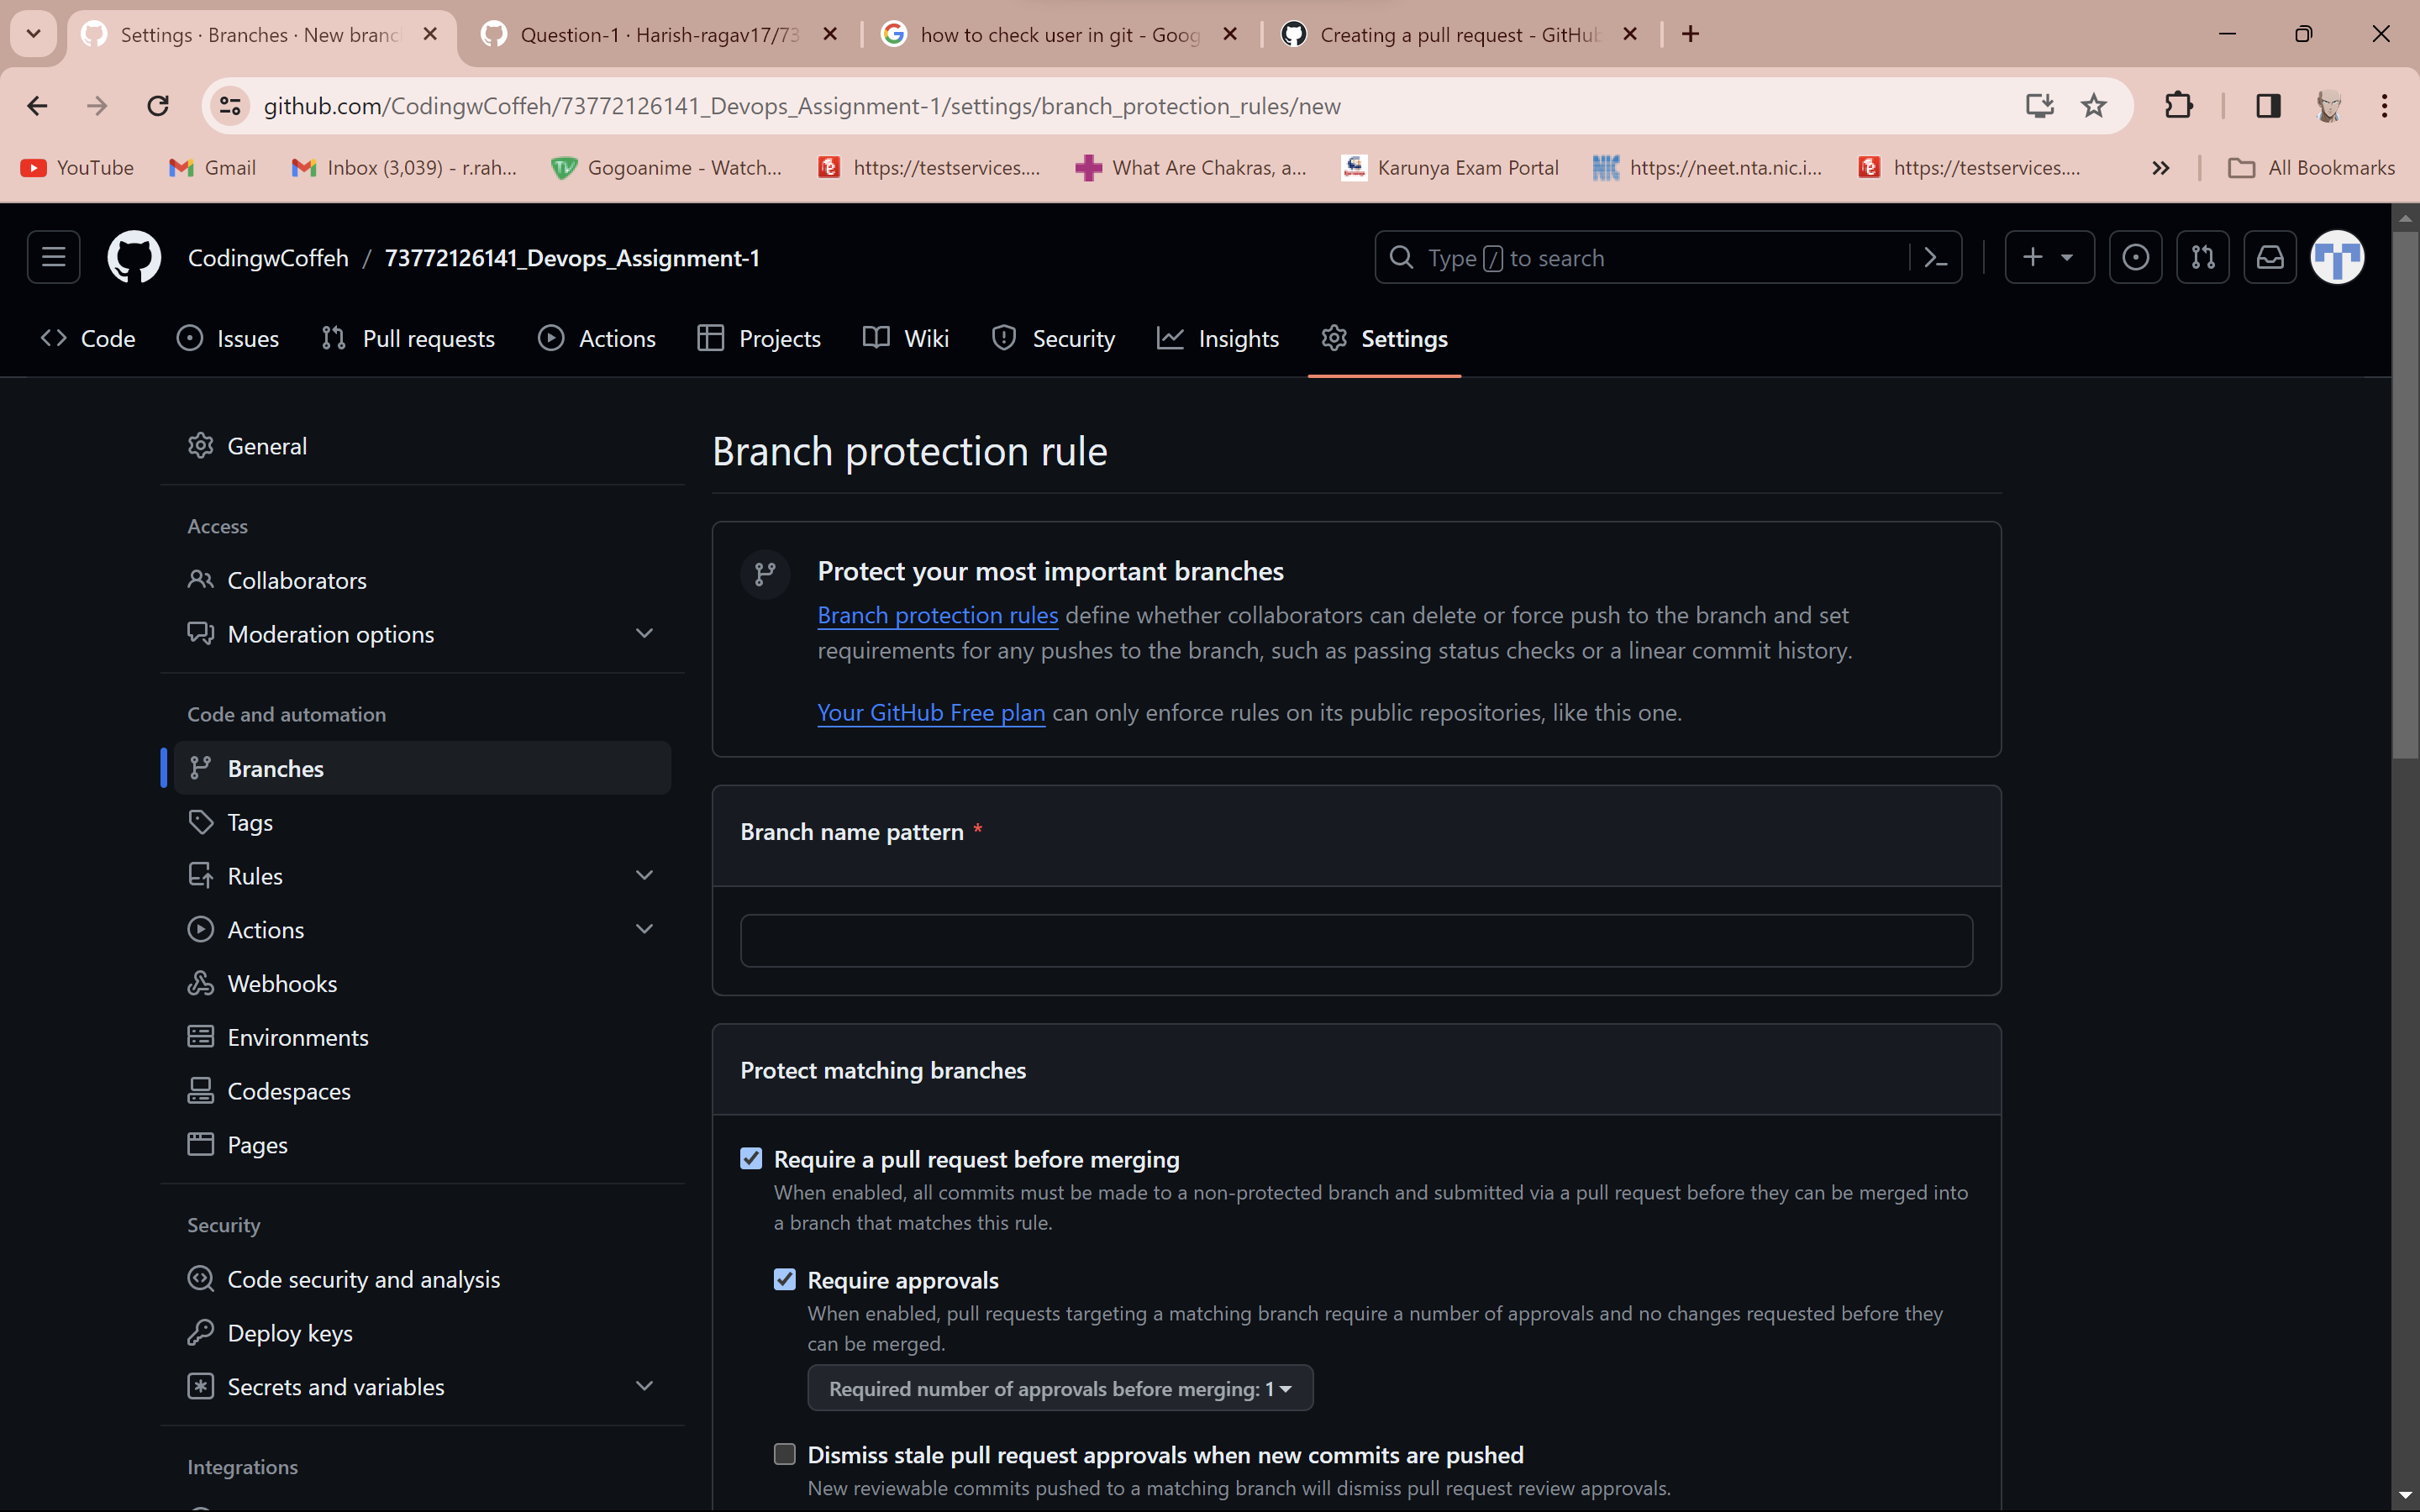 Settings · Branches · New branc
Question-1 · Harish-ragav17/73
how to check user in git - Goog
Creating a pull request - GitHu
github.com/CodingwCoffeh/73772126141_Devops_Assignment-1/settings/branch_protection_rules/new
YouTube
Gmail
Inbox (3,039) - r.rah...
Gogoanime - Watch...
https://testservices....
What Are Chakras, a...
Karunya Exam Portal
https://neet.nta.nic.i...
https://testservices....
All Bookmarks
CodingwCoffeh / 73772126141_Devops_Assignment-1
Type / to search
Code
Issues
Pull requests
Actions
Projects
Wiki
Security
Insights
Settings
General
Access
Collaborators
Moderation options
Code and automation
Branches
Tags
Rules
Actions
Webhooks
Environments
Codespaces
Pages
Security
Code security and analysis
Deploy keys
Secrets and variables
Integrations
Branch protection rule
Protect your most important branches
Branch protection rules define whether collaborators can delete or force push to the branch and set
requirements for any pushes to the branch, such as passing status checks or a linear commit history.
Your GitHub Free plan can only enforce rules on its public repositories, like this one.
Branch name pattern *
Protect matching branches
Require a pull request before merging
When enabled, all commits must be made to a non-protected branch and submitted via a pull request before they can be merged into
a branch that matches this rule.
Require approvals
When enabled, pull requests targeting a matching branch require a number of approvals and no changes requested before they
can be merged.
Required number of approvals before merging: 1
Dismiss stale pull request approvals when new commits are pushed
New reviewable commits pushed to a matching branch will dismiss pull request review approvals.